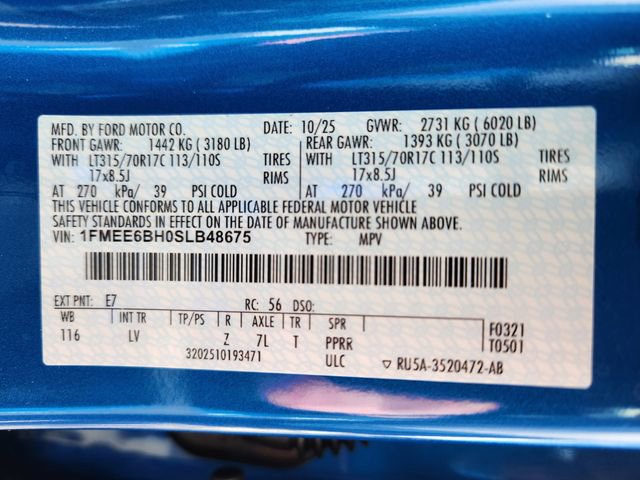 MFD. BY FORD MOTOR CO. DATE: 10/25 GVWR: 2731 KG ( 6020 LB)
FRONT GAWR: 1442 KG ( 3180 LB) REAR GAWR: 1393 KG ( 3070 LB)
WITH LT315/70R17C 113/110S TIRES WITH LT315/70R17C 113/110S TIRES
17x8.5J RIMS 17x8.5J RIMS
AT 270 kPa/ 39 PSI COLD AT 270 kPa/ 39 PSI COLD
THIS VEHICLE CONFORMS TO ALL APPLICABLE FEDERAL MOTOR VEHICLE
SAFETY STANDARDS IN EFFECT ON THE DATE OF MANUFACTURE SHOWN ABOVE.
VIN: 1FMEE6BH0SLB48675 TYPE: MPV
EXT PNT: E7 RC: 56 DSO:
WB INT TR TP/PS R AXLE TR SPR F0321
116 LV Z 7L T PPRR T0501
3202510193471 ULC ▽ RU5A-3520472-AB